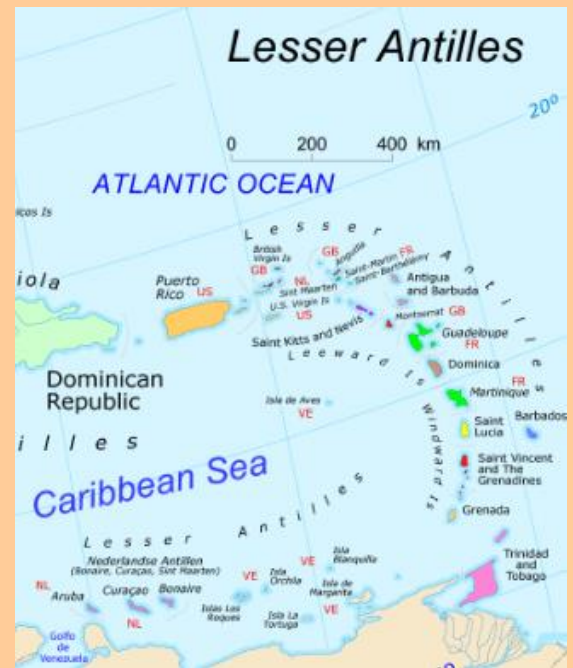 Lesser Antilles
20°
0 200 400 km
ATLANTIC OCEAN
icos Is
Lesser
Antilles
British
Virgin Is
GB
GB
Anguilla
Saint-Martin FR
Saint-Barthélemy
NL
Sint Maarten
U.S. Virgin Is
US
iola
Puerto
Rico US
Antigua
and Barbuda
Montserrat GB
Saint Kitts and Nevis
Guadeloupe
FR
Leeward Is
Dominica
Dominican
Republic
Isla de Aves
VE
FR
Martinique
Windward Is
Saint
Lucia
Barbados
illes
Saint Vincent
and The
Grenadines
Caribbean Sea
Grenada
Lesser Antilles
Trinidad
and
Tobago
Nederlandse Antillen
(Bonaire, Curaçao, Sint Maarten)
NL
Aruba
Curaçao
Bonaire
NL
VE
Isla
Orchila
VE
Isla
Blanquilla
Islas Los
Roques
Isla La
Tortuga
Isla de
Margarita
VE
Golfo
de
Venezuela